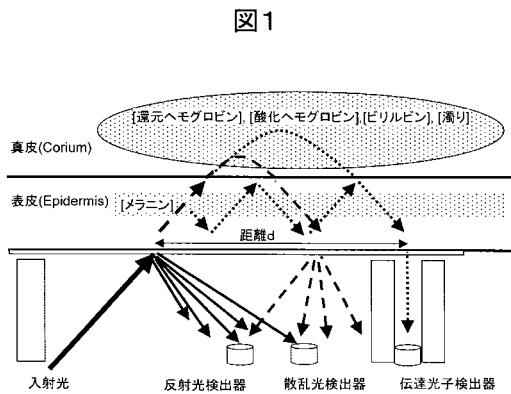 図1
[還元ヘモグロビン], [酸化ヘモグロビン],[ビリルビン], [濁り]
真皮(Corium)
表皮(Epidermis)
[メラニン]
距離d
入射光
反射光検出器
散乱光検出器
伝達光子検出器